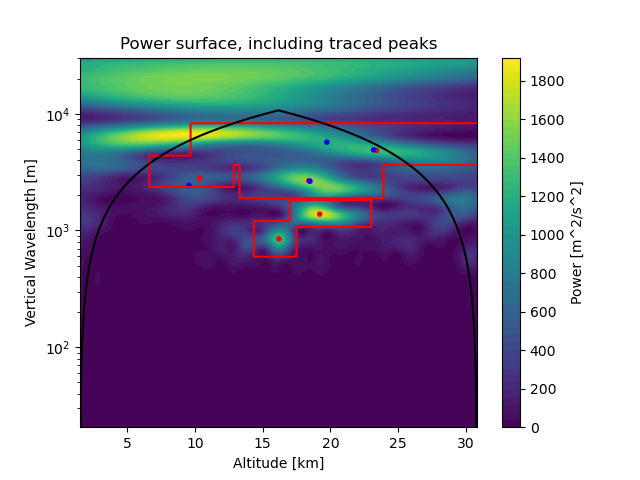 Power surface, including traced peaks
Vertical Wavelength [m]
10^4
10^3
10^2
5 10 15 20 25 30
Altitude [km]
1800
1600
1400
1200
1000
800
600
400
200
0
Power [m^2/s^2]